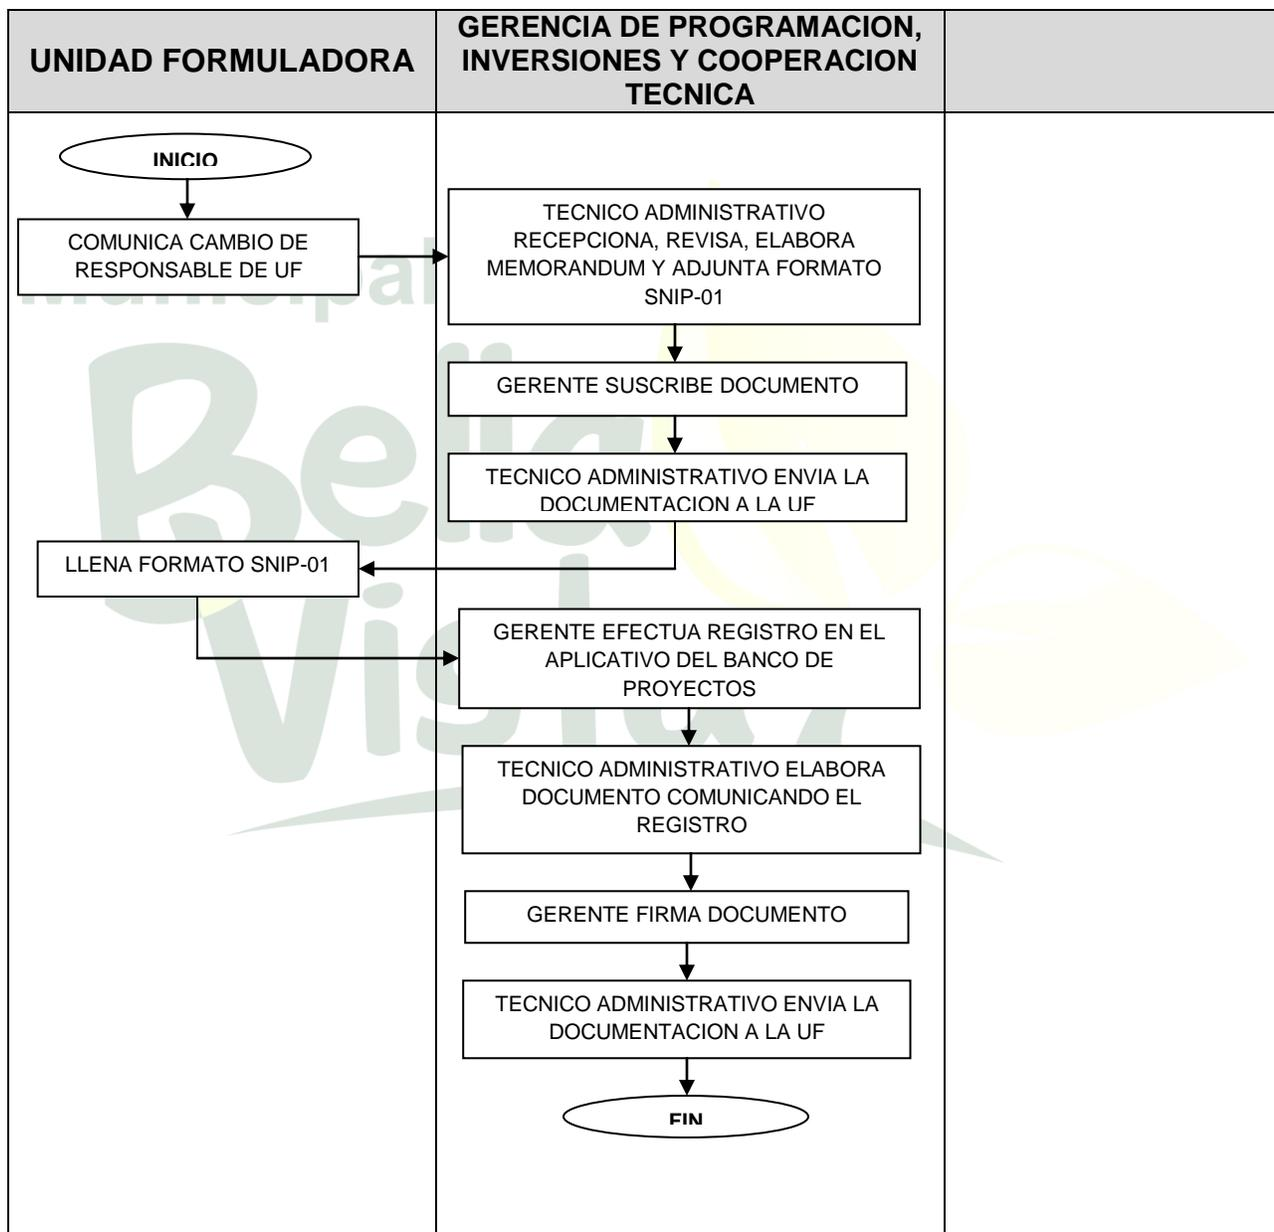 UNIDAD FORMULADORA
GERENCIA DE PROGRAMACION,
INVERSIONES Y COOPERACION
TECNICA
INICIO
COMUNICA CAMBIO DE
RESPONSABLE DE UF
TECNICO ADMINISTRATIVO
RECEPCIONA, REVISA, ELABORA
MEMORANDUM Y ADJUNTA FORMATO
SNIP-01
GERENTE SUSCRIBE DOCUMENTO
TECNICO ADMINISTRATIVO ENVIA LA
DOCUMENTACION A LA UF
LLENA FORMATO SNIP-01
GERENTE EFECTUA REGISTRO EN EL
APLICATIVO DEL BANCO DE
PROYECTOS
TECNICO ADMINISTRATIVO ELABORA
DOCUMENTO COMUNICANDO EL
REGISTRO
GERENTE FIRMA DOCUMENTO
TECNICO ADMINISTRATIVO ENVIA LA
DOCUMENTACION A LA UF
FIN
Bella
Vista